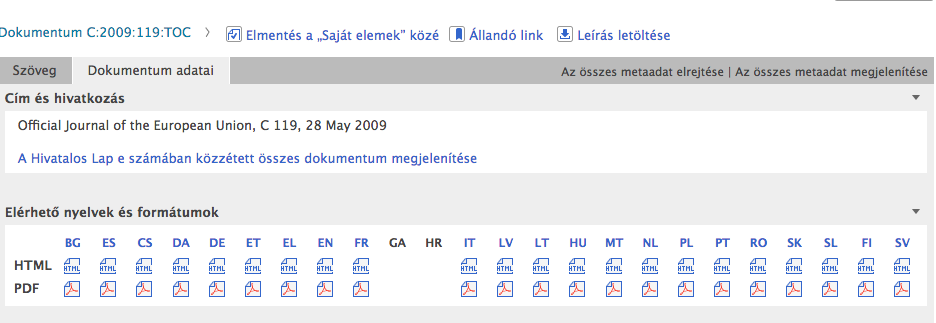 Dokumentum C:2009:119:TOC > Elmentés a „Saját elemek” közé Állandó link Leírás letöltése
Szöveg Dokumentum adatai Az összes metaadat elrejtése | Az összes metaadat megjelenítése
Cím és hivatkozás
Official Journal of the European Union, C 119, 28 May 2009
A Hivatalos Lap e számában közzétett összes dokumentum megjelenítése
Elérhető nyelvek és formátumok
BG ES CS DA DE ET EL EN FR GA HR IT LV LT HU MT NL PL PT RO SK SL FI SV
HTML HTML HTML HTML HTML HTML HTML HTML HTML HTML HTML HTML HTML HTML HTML HTML HTML HTML HTML HTML HTML HTML HTML
PDF